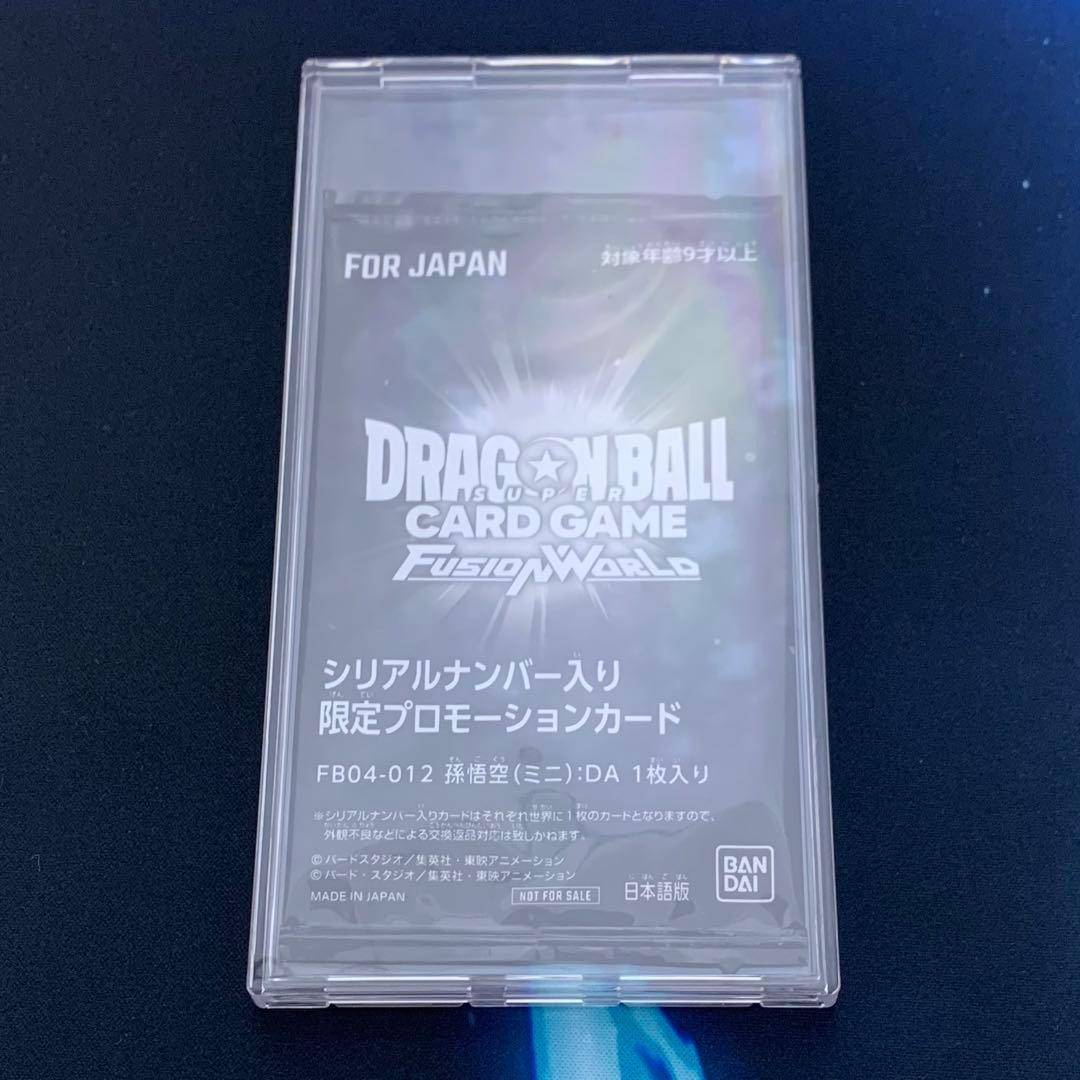 FOR JAPAN
対象年齢9才以上
DRAGON BALL
SUPER
CARD GAME
FUSION WORLD
シリアルナンバー入り
限定プロモーションカード
FB04-012 孫悟空(ミニ):DA 1枚入り
※シリアルナンバー入りカードはそれぞれ世界に1枚のカードとなりますので、
外観不良などによる交換返品対応は致しかねます。
©バードスタジオ/集英社・東映アニメーション
©バード・スタジオ/集英社・東映アニメーション
MADE IN JAPAN
NOT FOR SALE
日本語版
BAN
DAI